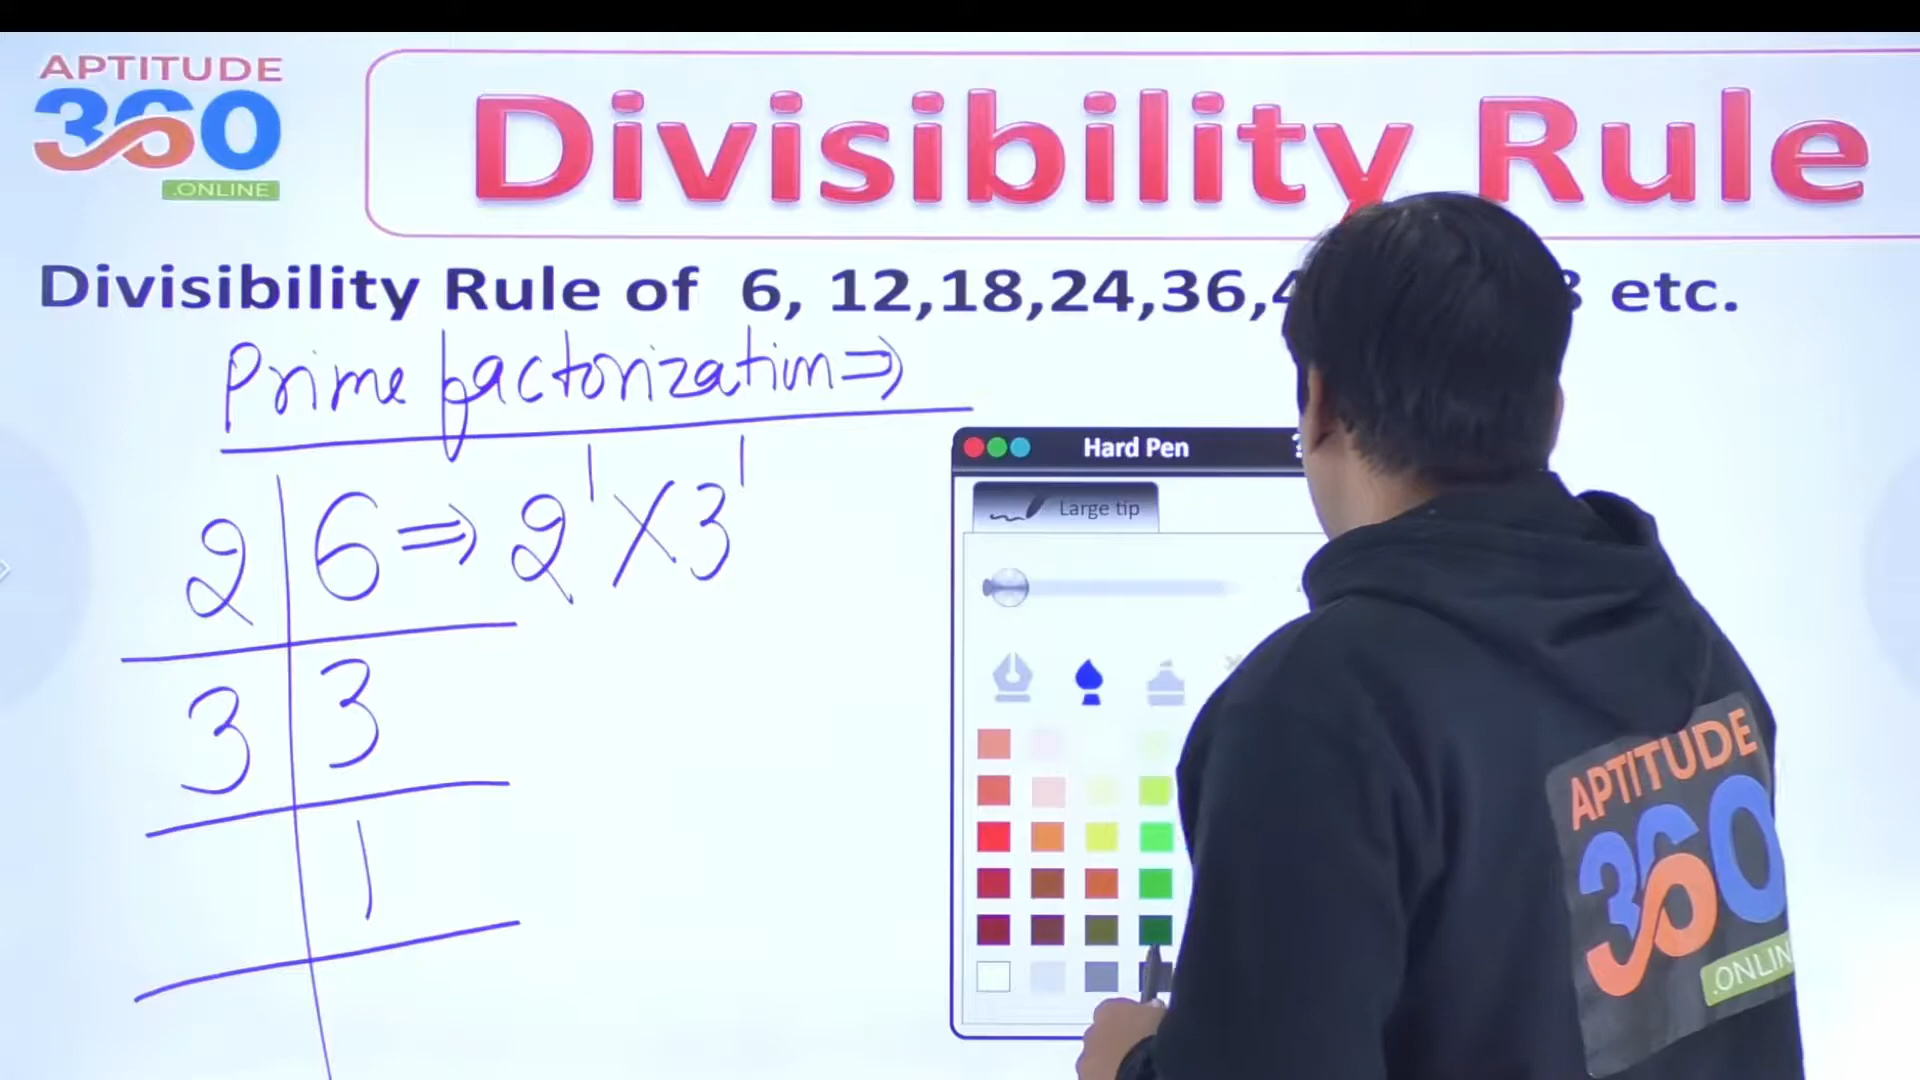 APTITUDE
360
.ONLINE
Divisibility Rule
Divisibility Rule of 6, 12,18,24,36, etc.
Prime factorization ⇒
2 | 6 ⇒ 2¹ X 3¹
3 | 3
1
Hard Pen
Large tip
APTITUDE
360
.ONLIN